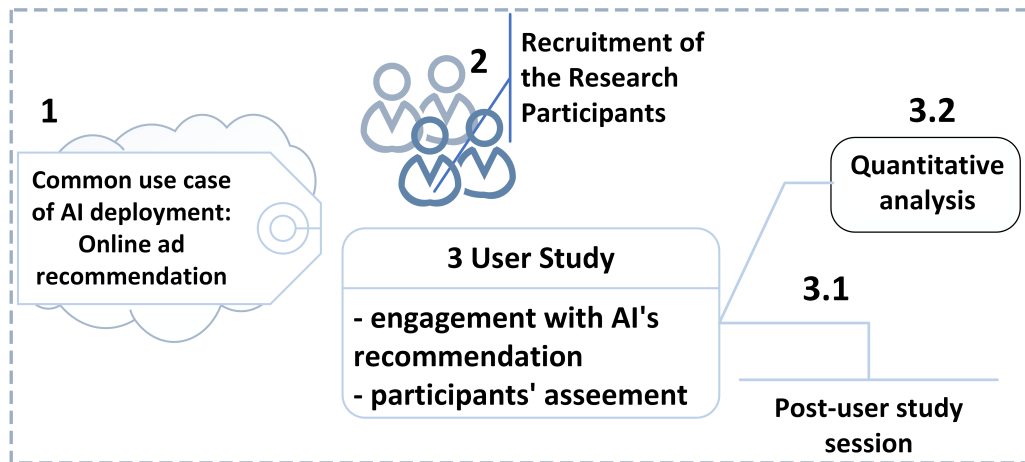 1
Common use case
of AI deployment:
Online ad
recommendation
2
Recruitment of
the Research
Participants
3 User Study
- engagement with AI's
recommendation
- participants' asseement
3.2
Quantitative
analysis
3.1
Post-user study
session